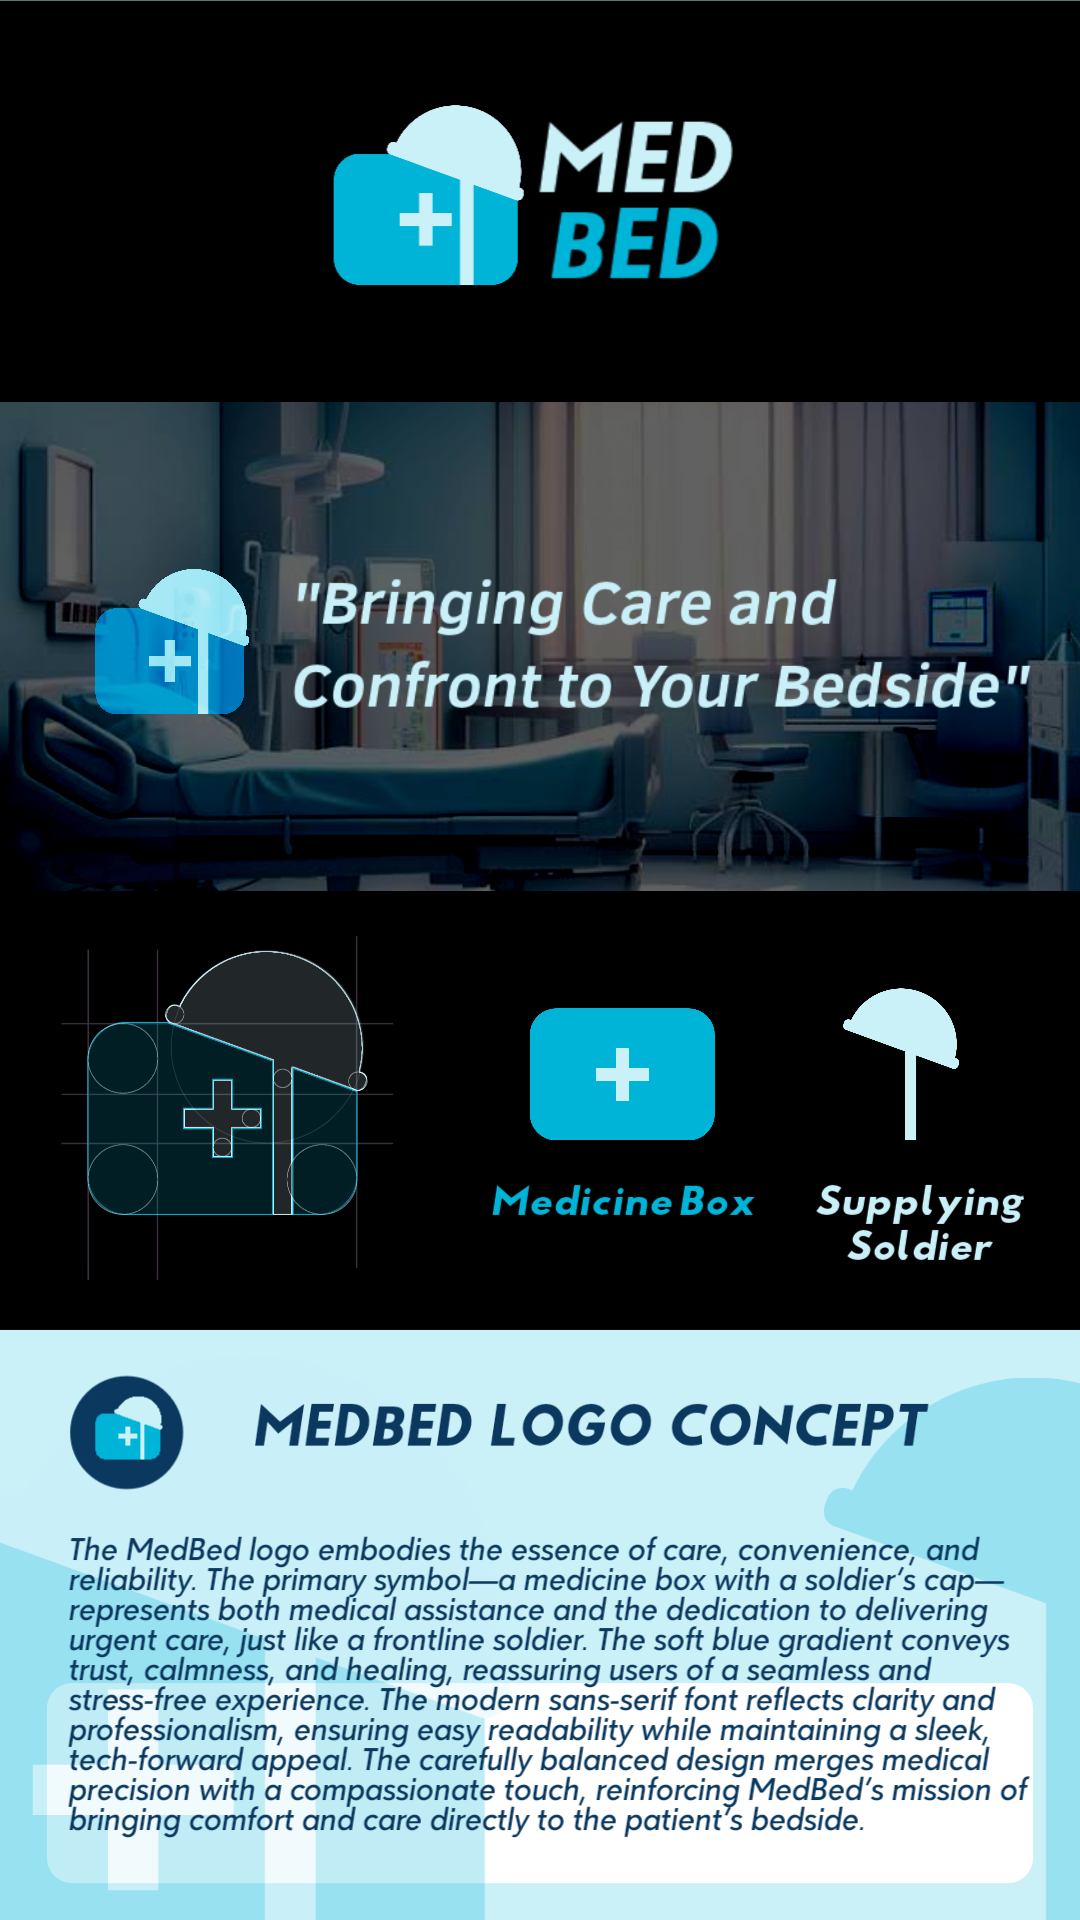 MED
BED
"Bringing Care and
Confront to Your Bedside"
Medicine Box
Supplying
Soldier
MEDBED LOGO CONCEPT
The MedBed logo embodies the essence of care, convenience, and
reliability. The primary symbol—a medicine box with a soldier’s cap—
represents both medical assistance and the dedication to delivering
urgent care, just like a frontline soldier. The soft blue gradient conveys
trust, calmness, and healing, reassuring users of a seamless and
stress-free experience. The modern sans-serif font reflects clarity and
professionalism, ensuring easy readability while maintaining a sleek,
tech-forward appeal. The carefully balanced design merges medical
precision with a compassionate touch, reinforcing MedBed’s mission of
bringing comfort and care directly to the patient’s bedside.